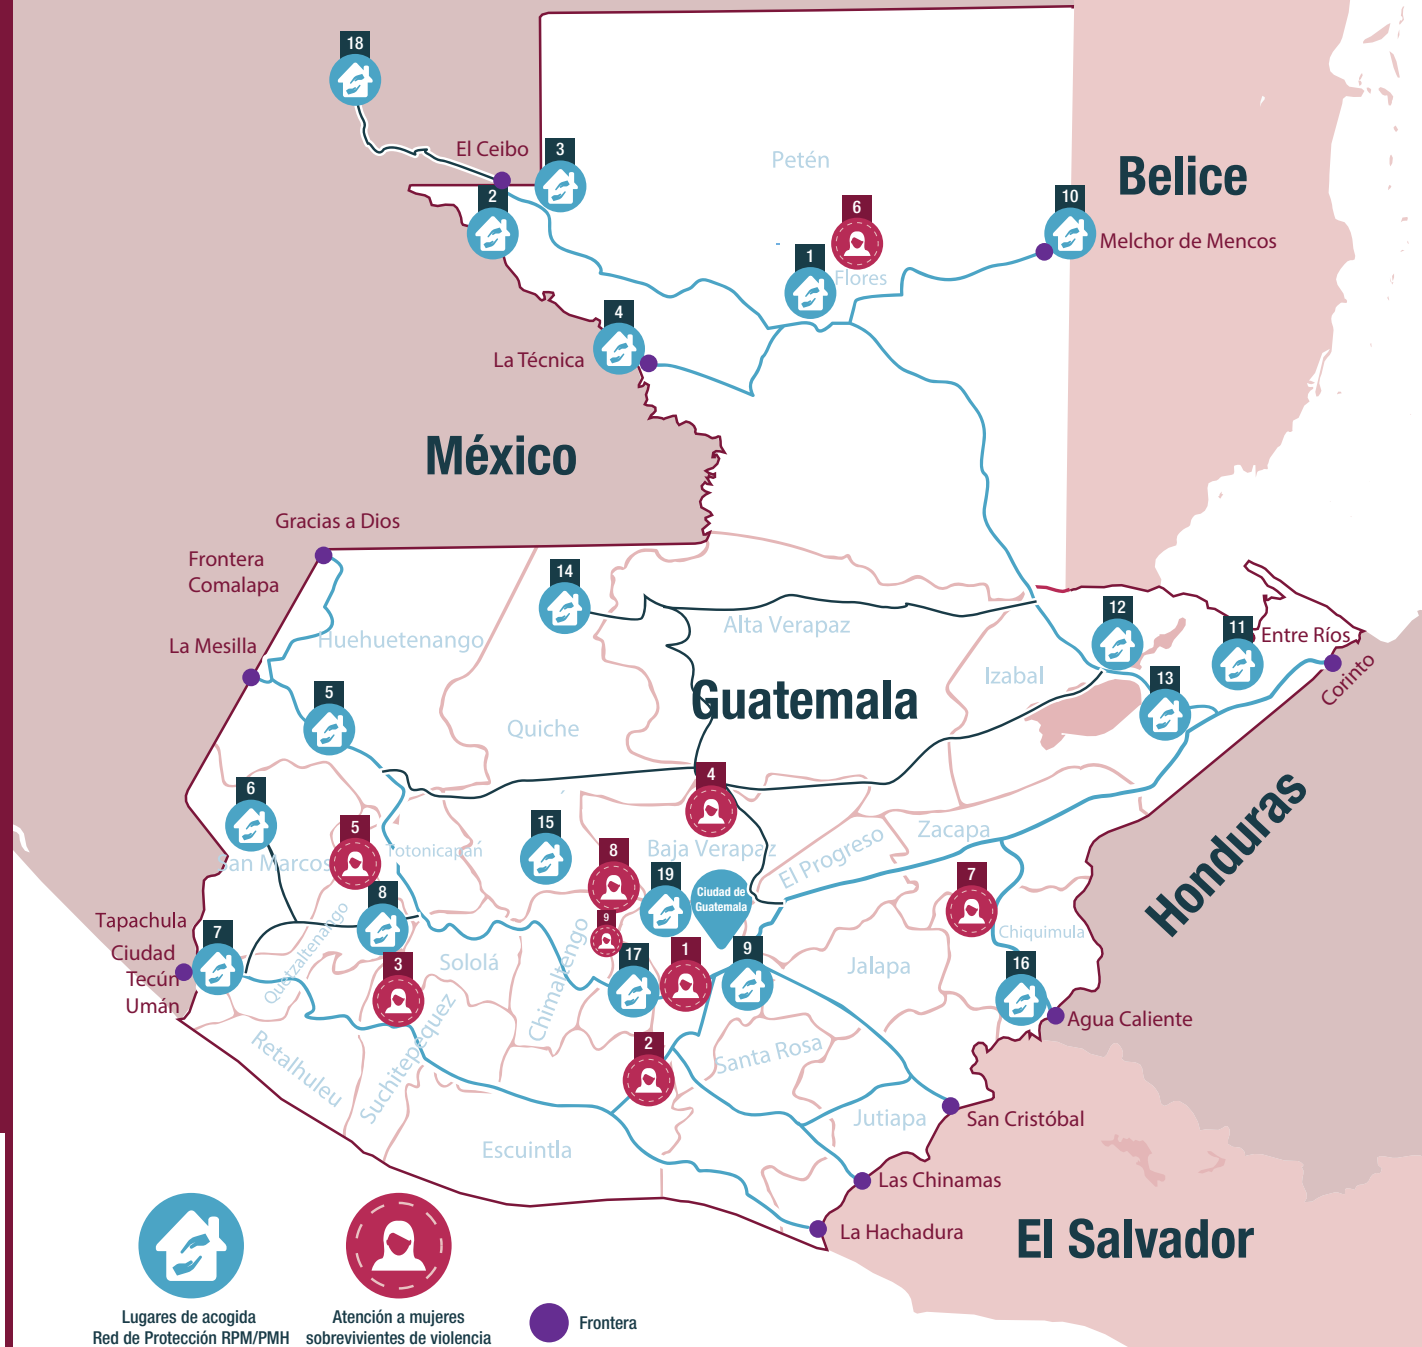 18
El Ceibo
3
2
Petén
Belice
6
10
Melchor de Mencos
1
Flores
4
La Técnica
México
Gracias a Dios
Frontera
Comalapa
La Mesilla
14
Huehuetenango
Alta Verapaz
12
11
Entre Ríos
Corinto
Izabal
13
5
Quiche
Guatemala
Honduras
6
San Marcos
5
Totonicapán
15
4
Baja Verapaz
8
19
Ciudad de
Guatemala
El Progreso
Zacapa
7
Chiquimula
Tapachula
Ciudad
Tecún
Umán
7
8
Quetzaltenango
3
Sololá
Chimaltengo
9
17
1
9
Jalapa
16
Agua Caliente
Retalhuleu
Suchitepequez
2
Santa Rosa
Jutiapa
San Cristóbal
Escuintla
Las Chinamas
La Hachadura
El Salvador
Lugares de acogida
Red de Protección RPM/PMH
Atención a mujeres
sobrevivientes de violencia
Frontera